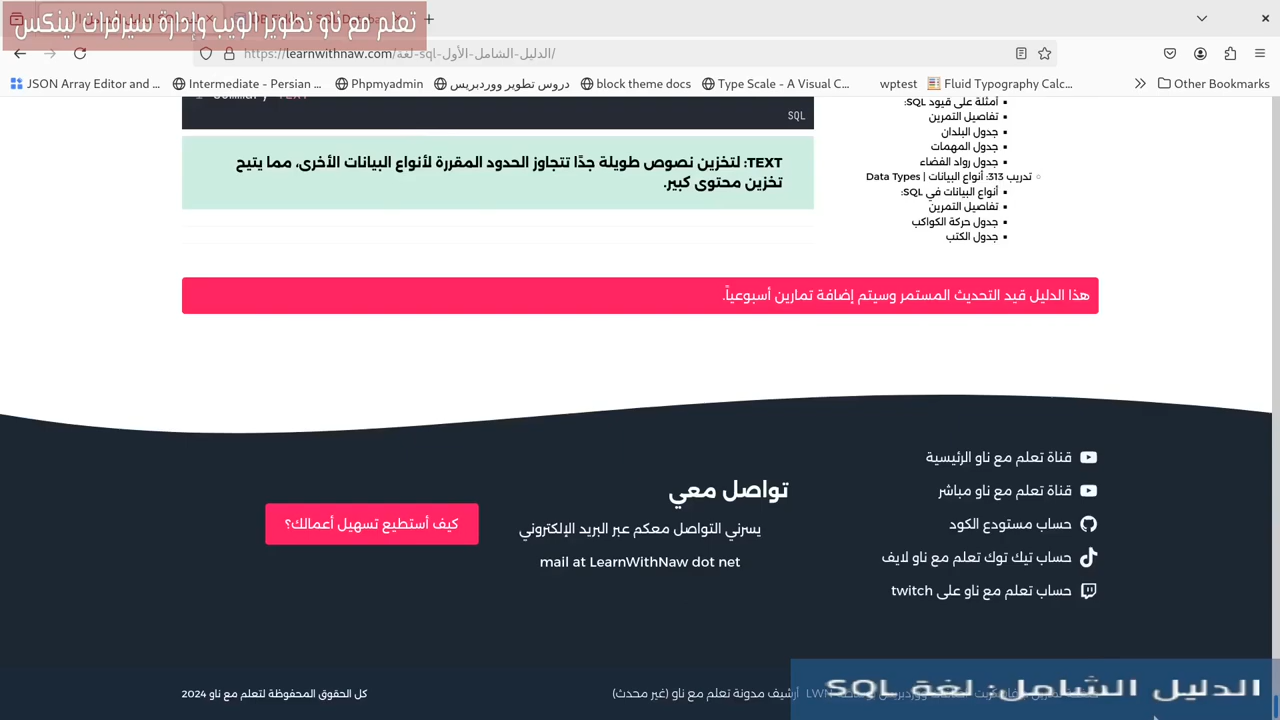 تعلم مع ناو تطوير الويب وإدارة سيرفرات لينكس
https://learnwithnaw.com/الدليل-الشامل-الأول-sql-لغة/
JSON Array Editor and ...
Intermediate - Persian ...
Phpmyadmin
دروس تطوير ووردبريس
block theme docs
Type Scale - A Visual C...
wptest
Fluid Typography Calc...
Other Bookmarks
SQL
TEXT: لتخزين نصوص طويلة جدًا تتجاوز الحدود المقررة لأنواع البيانات الأخرى، مما يتيح
تخزين محتوى كبير.
أمثلة على قيود SQL:
تفاصيل التمرين
جدول البلدان
جدول المهمات
جدول رواد الفضاء
تدريب 313: أنواع البيانات | Data Types
أنواع البيانات في SQL:
تفاصيل التمرين
جدول حركة الكواكب
جدول الكتب
هذا الدليل قيد التحديث المستمر وسيتم إضافة تمارين أسبوعياً.
قناة تعلم مع ناو الرئيسية
قناة تعلم مع ناو مباشر
حساب مستودع الكود
حساب تيك توك تعلم مع ناو لايف
حساب تعلم مع ناو على twitch
تواصل معي
يسرني التواصل معكم عبر البريد الإلكتروني
mail at LearnWithNaw dot net
كيف أستطيع تسهيل أعمالك؟
الدليل الشامل: لغة SQL
LWN أرشيف مدونة تعلم مع ناو (غير محدث)
كل الحقوق المحفوظة لتعلم مع ناو 2024